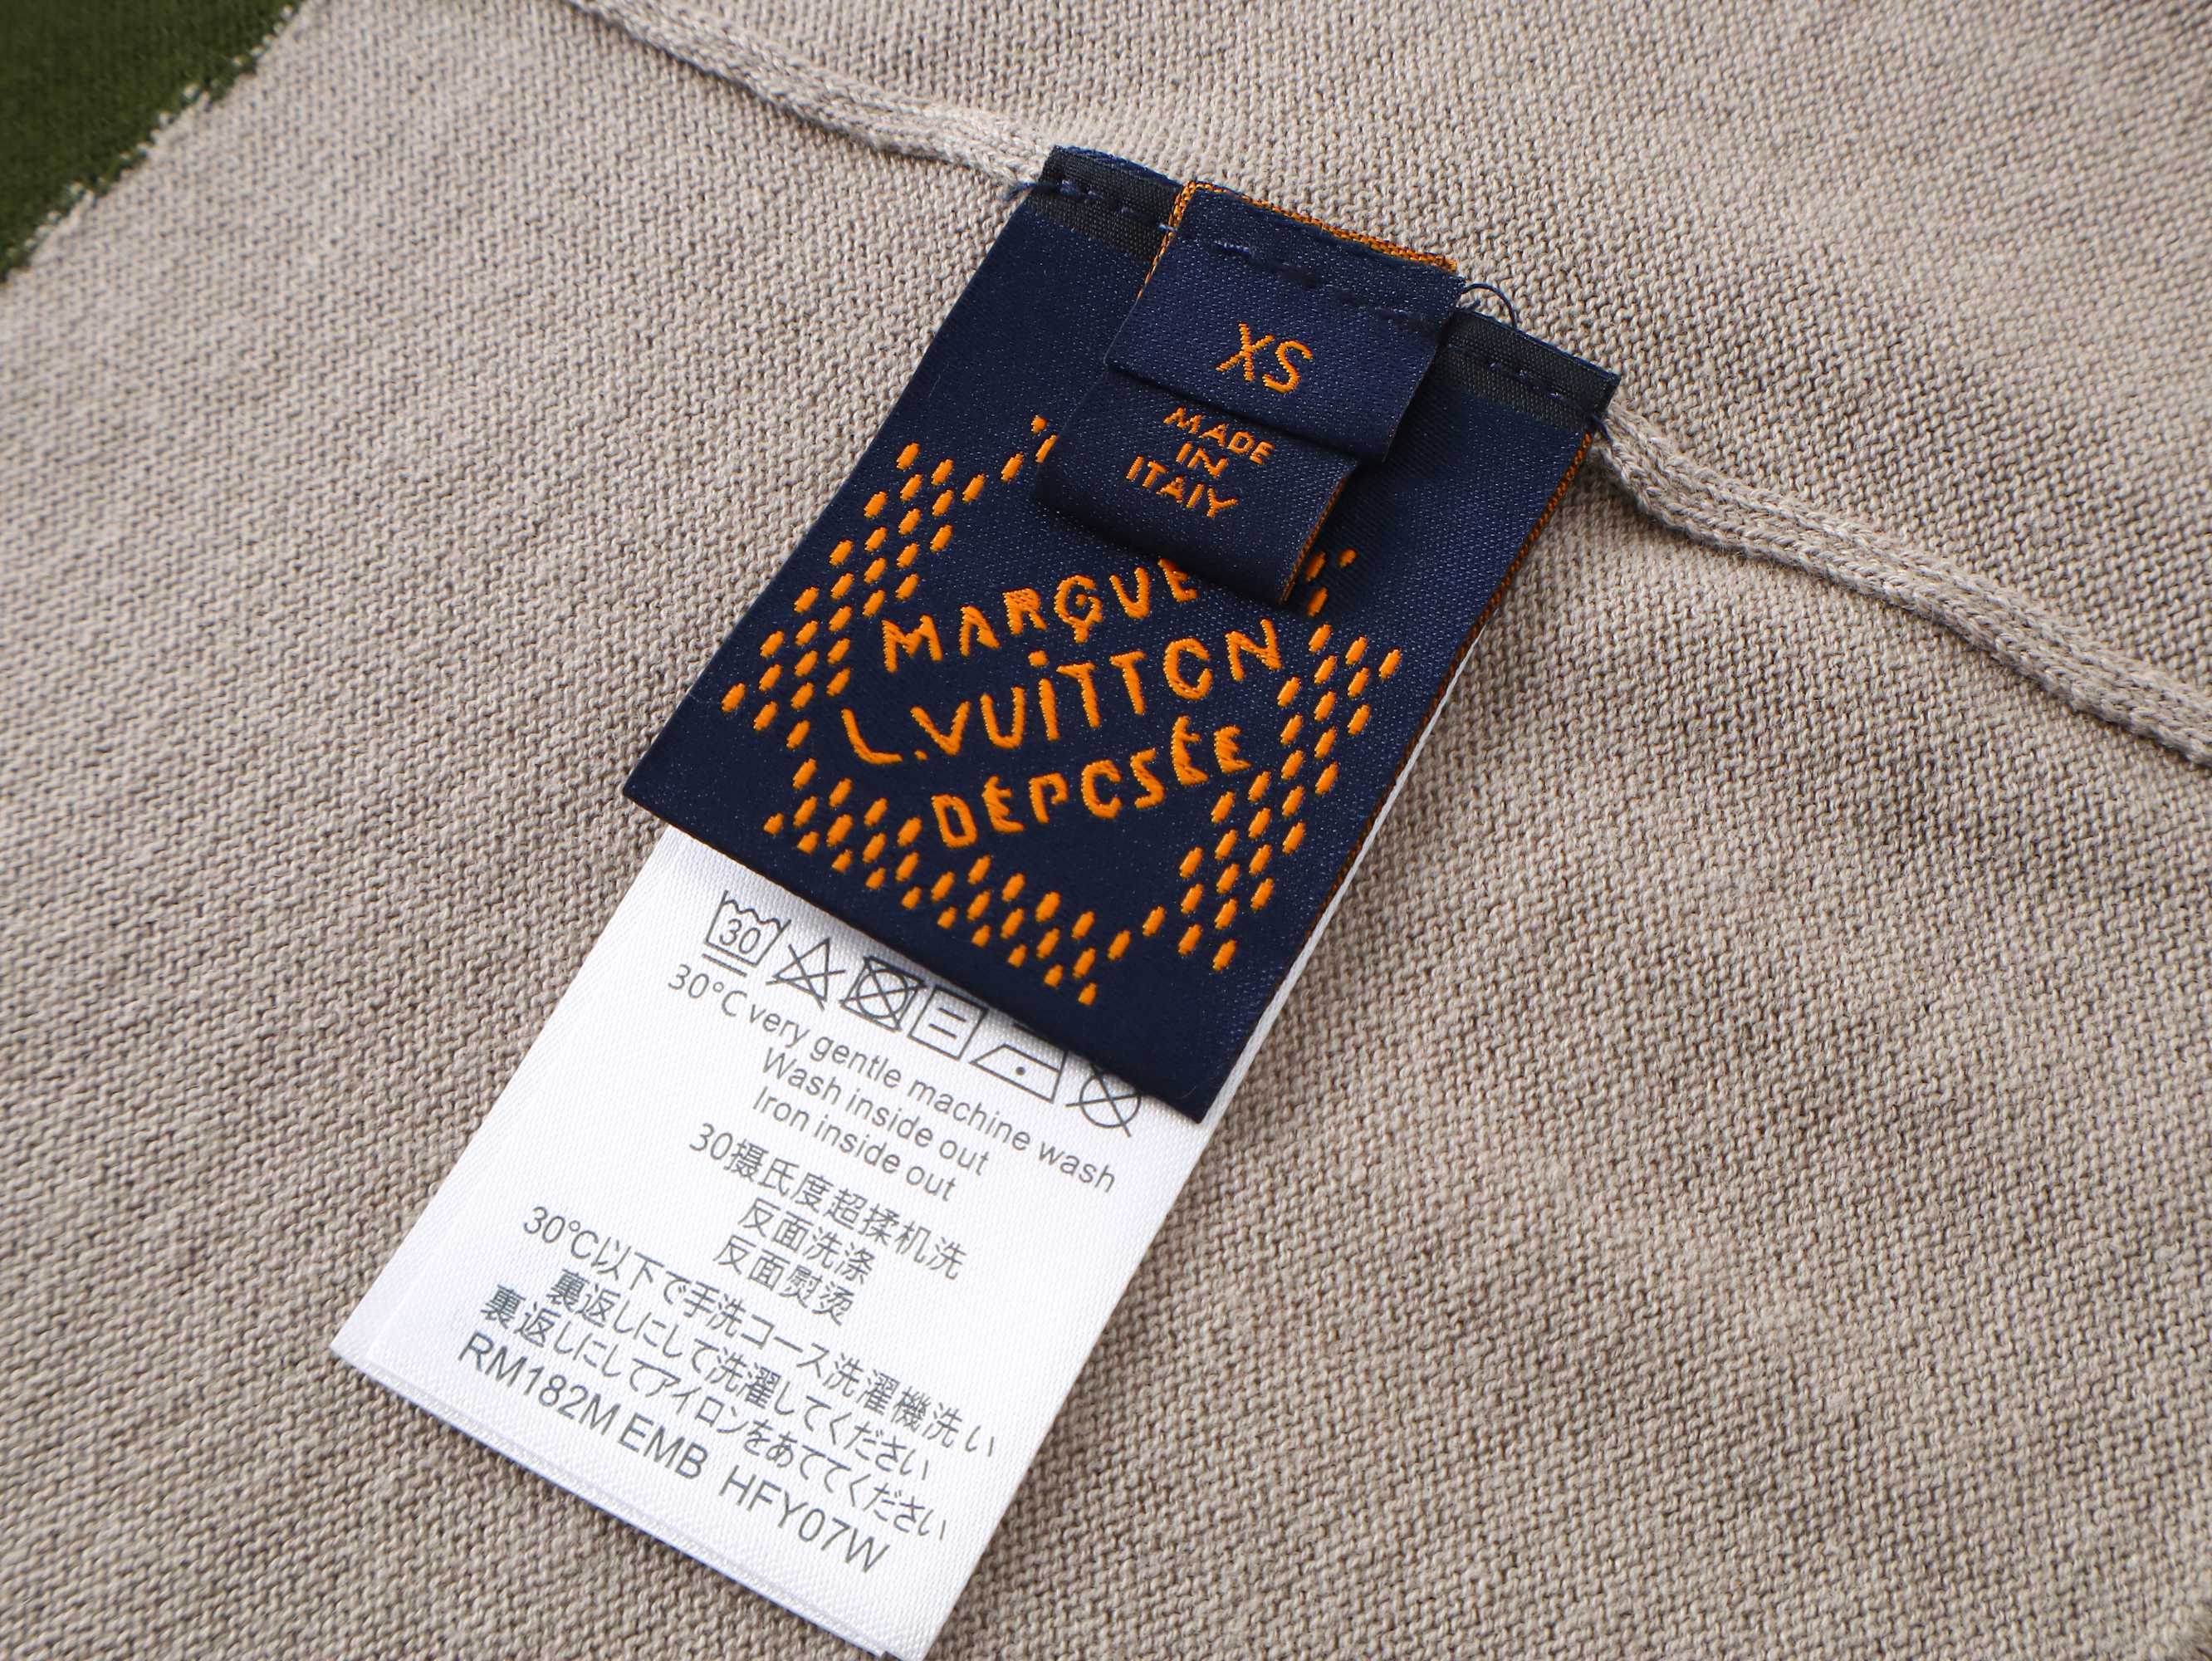 XS
MADE
IN
ITALY
MARQUE
L.VUITTON
DÉPOSÉE
30
30°C very gentle machine wash
Wash inside out
Iron inside out
30摄氏度超揉机洗
反面洗涤
反面熨烫
30℃以下で手洗コース洗濯機洗い
裏返しにして洗濯してください
裏返しにしてアイロンをあててください
RM182M EMB HFY07W